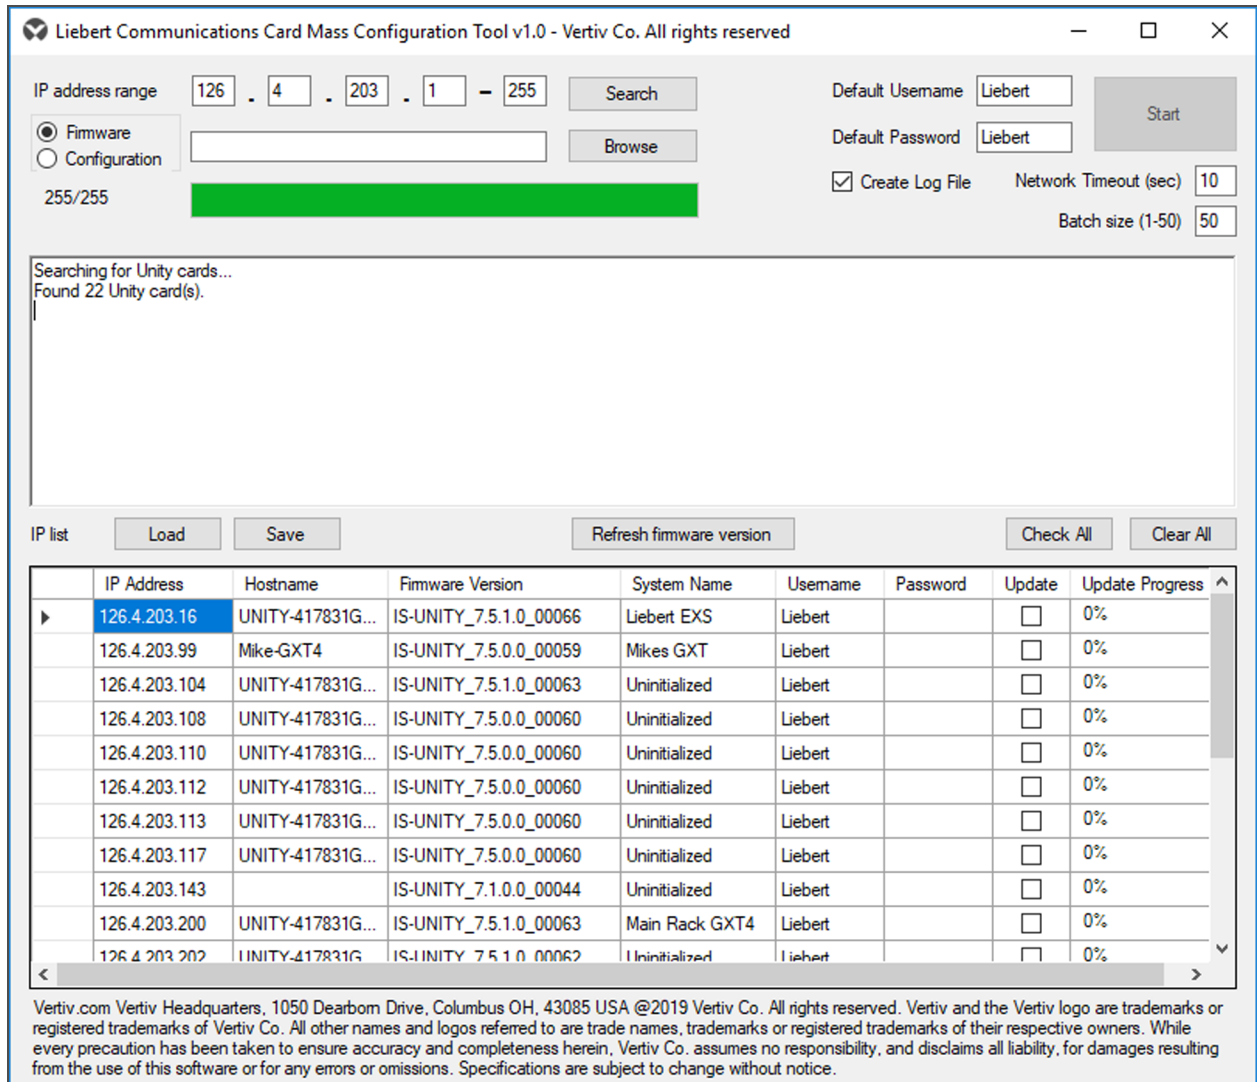 Liebert Communications Card Mass Configuration Tool v1.0 - Vertiv Co. All rights reserved
IP address range 126 . 4 . 203 . 1 – 255 Search Default Username Liebert Start
Firmware
Configuration Browse Default Password Liebert
255/255 Create Log File Network Timeout (sec) 10
Batch size (1-50) 50
Searching for Unity cards...
Found 22 Unity card(s).
IP list Load Save Refresh firmware version Check All Clear All
IP Address Hostname Firmware Version System Name Username Password Update Update Progress
126.4.203.16 UNITY-417831G... IS-UNITY_7.5.1.0_00066 Liebert EXS Liebert 0%
126.4.203.99 Mike-GXT4 IS-UNITY_7.5.0.0_00059 Mikes GXT Liebert 0%
126.4.203.104 UNITY-417831G... IS-UNITY_7.5.1.0_00063 Uninitialized Liebert 0%
126.4.203.108 UNITY-417831G... IS-UNITY_7.5.0.0_00060 Uninitialized Liebert 0%
126.4.203.110 UNITY-417831G... IS-UNITY_7.5.0.0_00060 Uninitialized Liebert 0%
126.4.203.112 UNITY-417831G... IS-UNITY_7.5.0.0_00060 Uninitialized Liebert 0%
126.4.203.113 UNITY-417831G... IS-UNITY_7.5.0.0_00060 Uninitialized Liebert 0%
126.4.203.117 UNITY-417831G... IS-UNITY_7.5.0.0_00060 Uninitialized Liebert 0%
126.4.203.143 IS-UNITY_7.1.0.0_00044 Uninitialized Liebert 0%
126.4.203.200 UNITY-417831G... IS-UNITY_7.5.1.0_00063 Main Rack GXT4 Liebert 0%
126.4.203.202 UNITY-417831G IS-UNITY_7.5.1.0_00062 Uninitialized Liebert 0%
Vertiv.com Vertiv Headquarters, 1050 Dearborn Drive, Columbus OH, 43085 USA @2019 Vertiv Co. All rights reserved. Vertiv and the Vertiv logo are trademarks or
registered trademarks of Vertiv Co. All other names and logos referred to are trade names, trademarks or registered trademarks of their respective owners. While
every precaution has been taken to ensure accuracy and completeness herein, Vertiv Co. assumes no responsibility, and disclaims all liability, for damages resulting
from the use of this software or for any errors or omissions. Specifications are subject to change without notice.